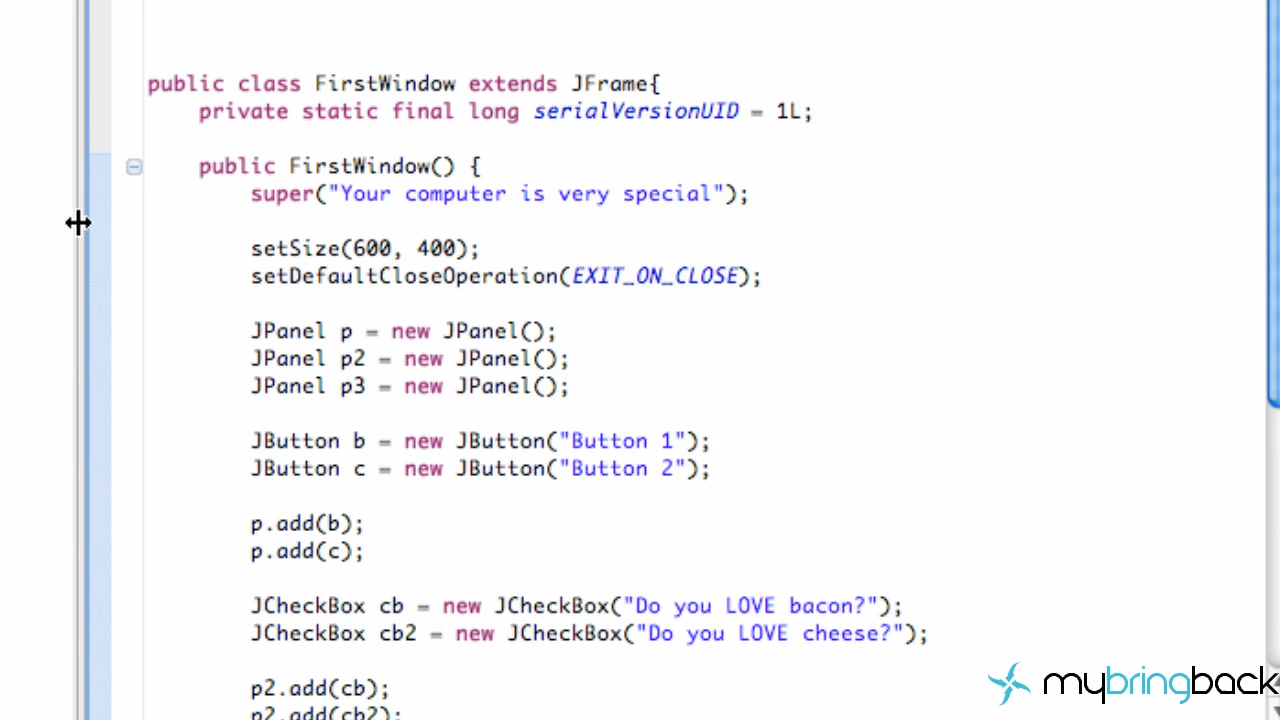 public class FirstWindow extends JFrame{
private static final long serialVersionUID = 1L;
public FirstWindow() {
super("Your computer is very special");
setSize(600, 400);
setDefaultCloseOperation(EXIT_ON_CLOSE);
JPanel p = new JPanel();
JPanel p2 = new JPanel();
JPanel p3 = new JPanel();
JButton b = new JButton("Button 1");
JButton c = new JButton("Button 2");
p.add(b);
p.add(c);
JCheckBox cb = new JCheckBox("Do you LOVE bacon?");
JCheckBox cb2 = new JCheckBox("Do you LOVE cheese?");
p2.add(cb);
p2.add(cb2);
mybringback